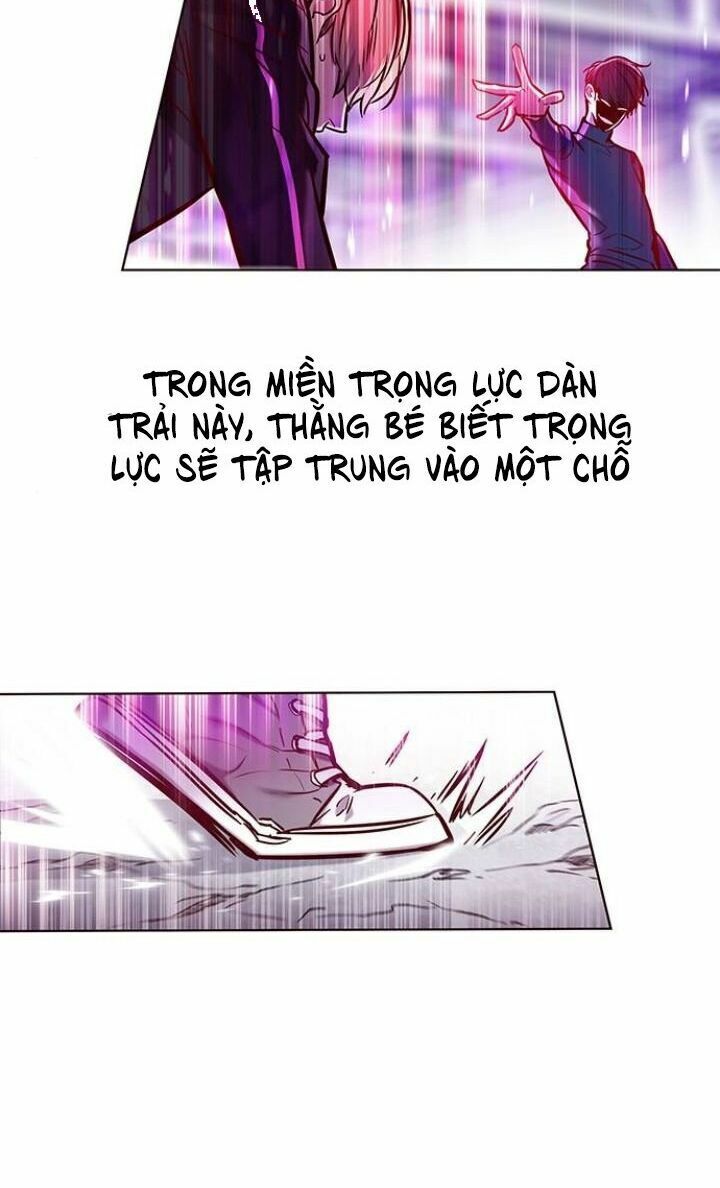 TRONG MIỀN TRỌNG LỰC DÀN
TRẢI NÀY, THẰNG BÉ BIẾT TRỌNG
LỰC SẼ TẬP TRUNG VÀO MỘT CHỖ